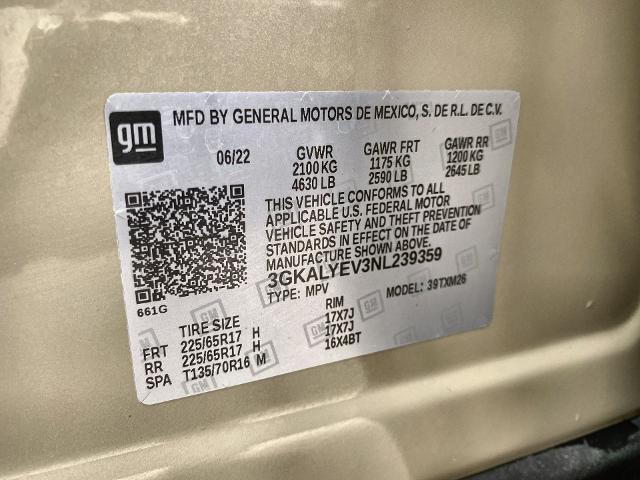 gm
MFD BY GENERAL MOTORS DE MEXICO, S. DE R.L. DE C.V.
06/22 GVWR GAWR FRT GAWR RR
2100 KG 1175 KG 1200 KG
4630 LB 2590 LB 2645 LB
THIS VEHICLE CONFORMS TO ALL
APPLICABLE U.S. FEDERAL MOTOR
VEHICLE SAFETY AND THEFT PREVENTION
STANDARDS IN EFFECT ON THE DATE OF
MANUFACTURE SHOWN ABOVE.
3GKALYEV3NL239359
661G TYPE: MPV MODEL: 39TXM26
TIRE SIZE RIM
FRT 225/65R17 H 17X7J
RR 225/65R17 H 17X7J
SPA T135/70R16 M 16X4BT